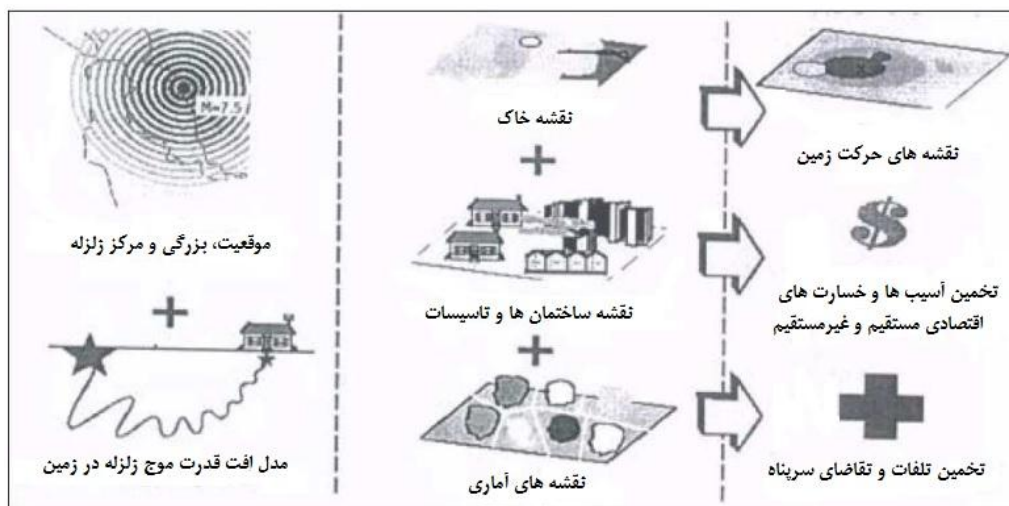 M=7.5
موقعیت، بزرگی و مرکز زلزله
مدل افت قدرت موج زلزله در زمین
نقشه خاک
نقشه ساختمان ها و تاسیسات
نقشه های آماری
نقشه های حرکت زمین
$
تخمین آسیب ها و خسارت های
اقتصادی مستقیم و غیرمستقیم
تخمین تلفات و تقاضای سرپناه